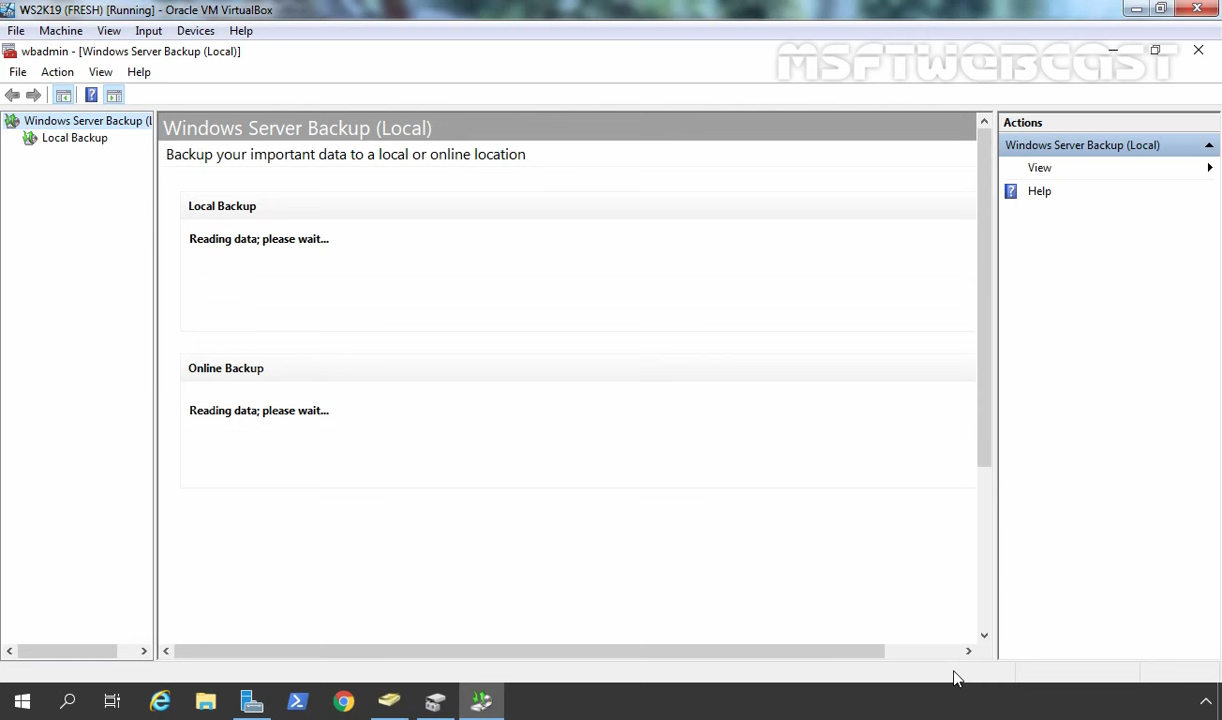 WS2K19 (FRESH) [Running] - Oracle VM VirtualBox
File Machine View Input Devices Help
wbadmin - [Windows Server Backup (Local)]
MSFTWEBCAST
File Action View Help
Windows Server Backup (L
Local Backup
Windows Server Backup (Local)
Backup your important data to a local or online location
Local Backup
Reading data; please wait...
Online Backup
Reading data; please wait...
Actions
Windows Server Backup (Local)
View
Help